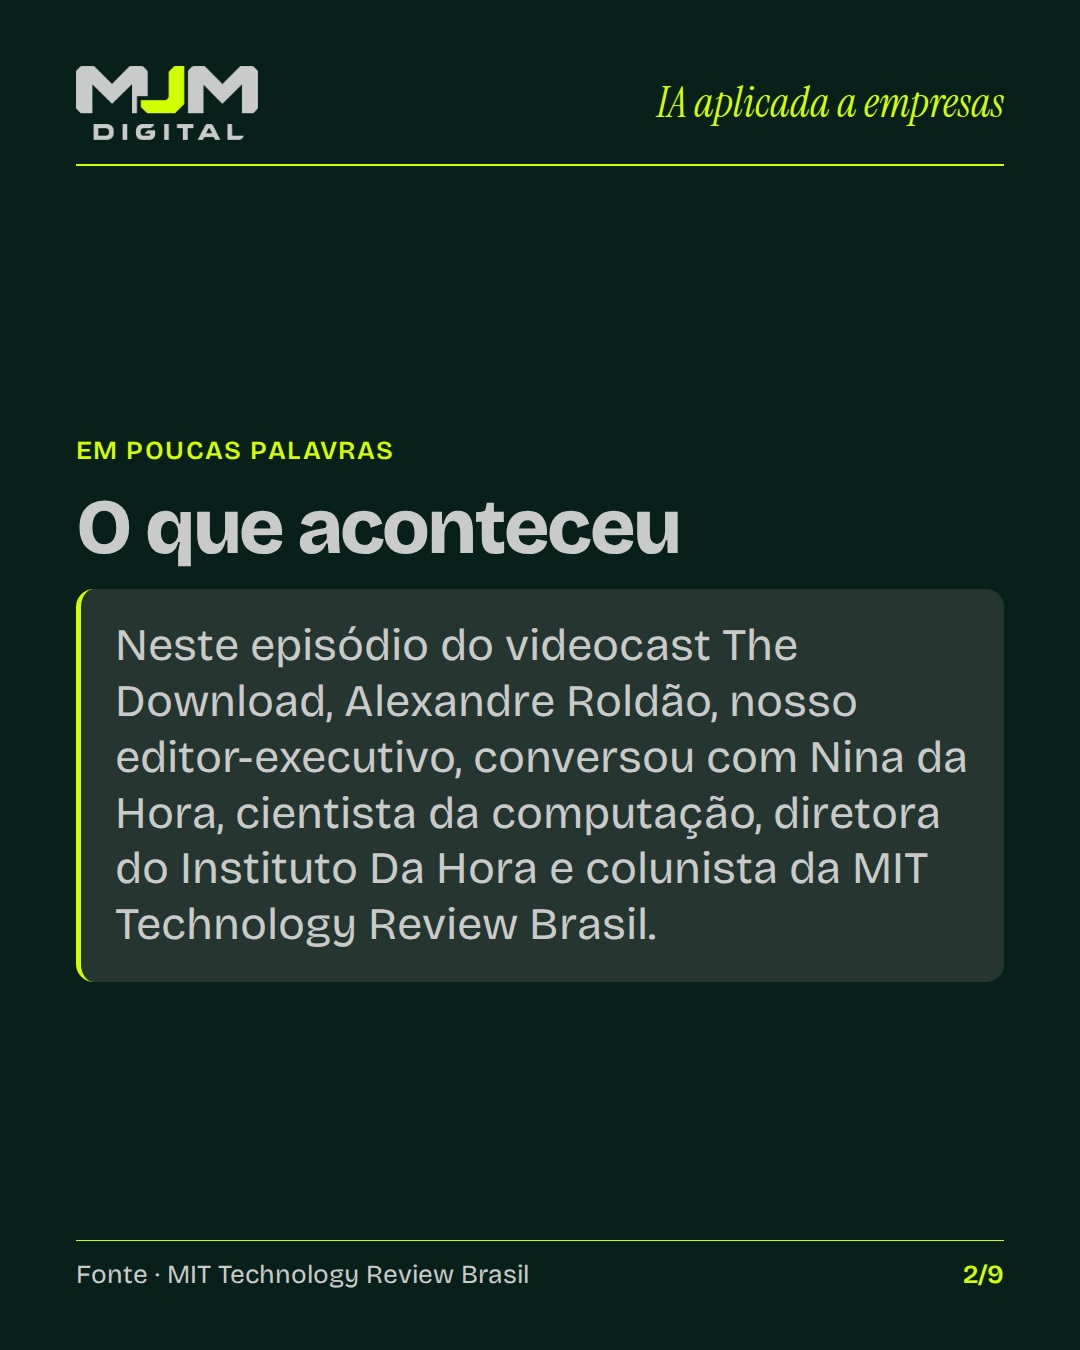 MJM
DIGITAL
IA aplicada a empresas
EM POUCAS PALAVRAS
O que aconteceu
Neste episódio do videocast The
Download, Alexandre Roldão, nosso
editor-executivo, conversou com Nina da
Hora, cientista da computação, diretora
do Instituto Da Hora e colunista da MIT
Technology Review Brasil.
Fonte · MIT Technology Review Brasil
2/9